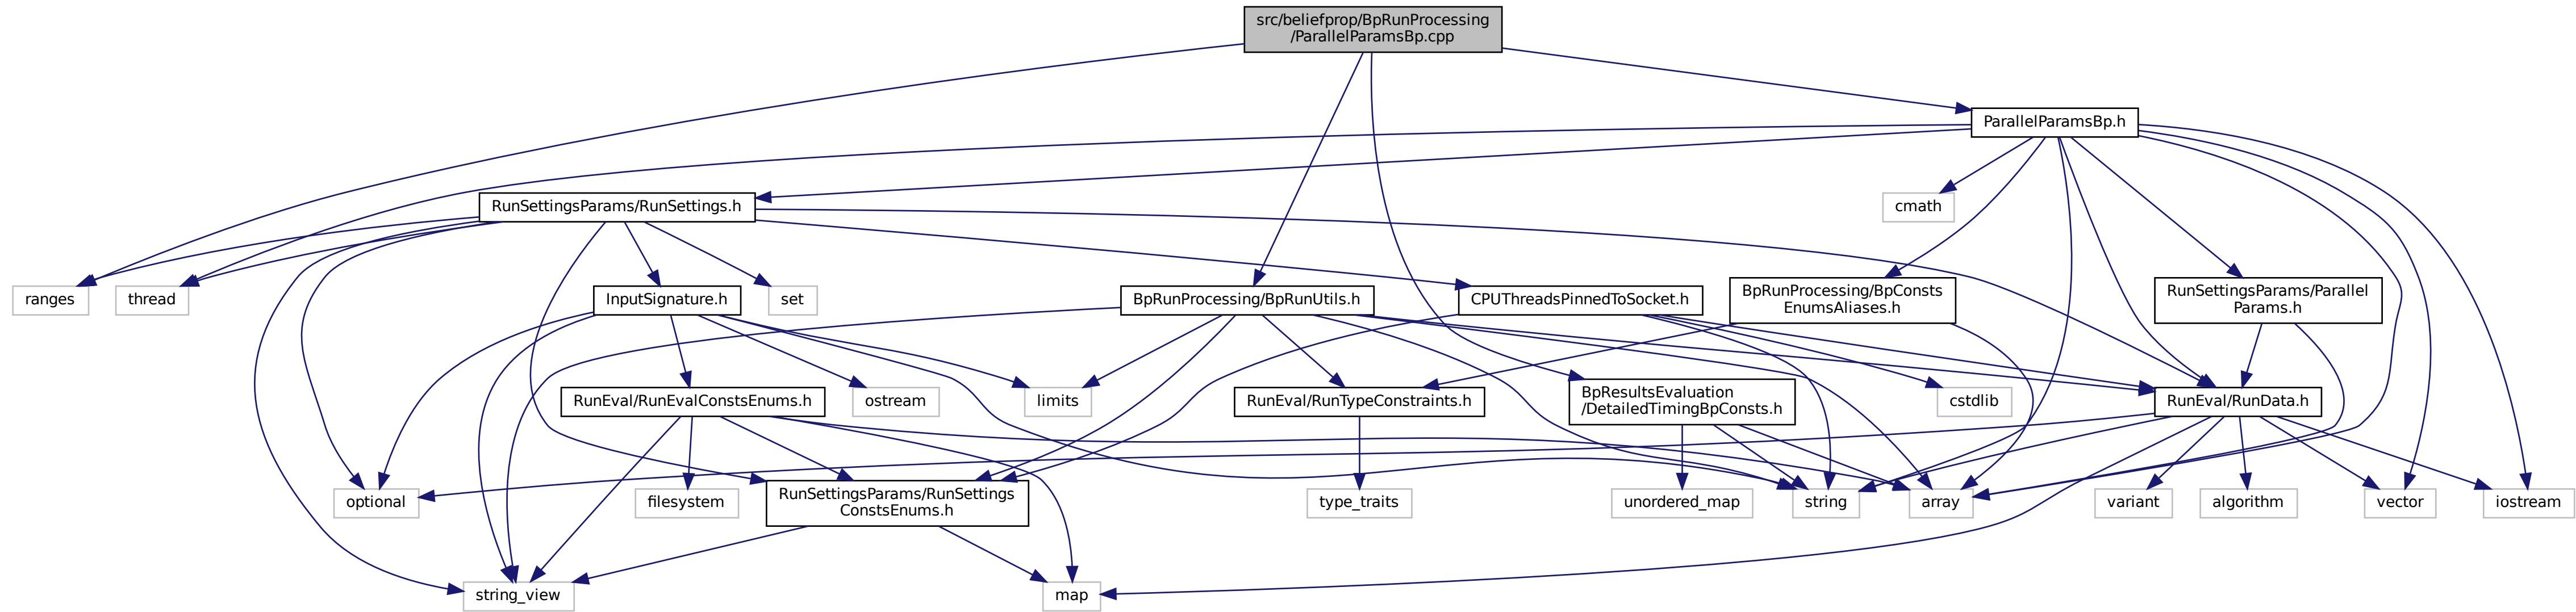 src/beliefprop/BpRunProcessing
/ParallelParamsBp.cpp
ParallelParamsBp.h
RunSettingsParams/RunSettings.h
cmath
ranges
thread
InputSignature.h
set
BpRunProcessing/BpRunUtils.h
CPUThreadsPinnedToSocket.h
BpRunProcessing/BpConsts
EnumsAliases.h
RunSettingsParams/Parallel
Params.h
RunEval/RunEvalConstsEnums.h
ostream
limits
RunEval/RunTypeConstraints.h
BpResultsEvaluation
/DetailedTimingBpConsts.h
cstdlib
RunEval/RunData.h
optional
filesystem
RunSettingsParams/RunSettings
ConstsEnums.h
type_traits
unordered_map
string
array
variant
algorithm
vector
iostream
string_view
map